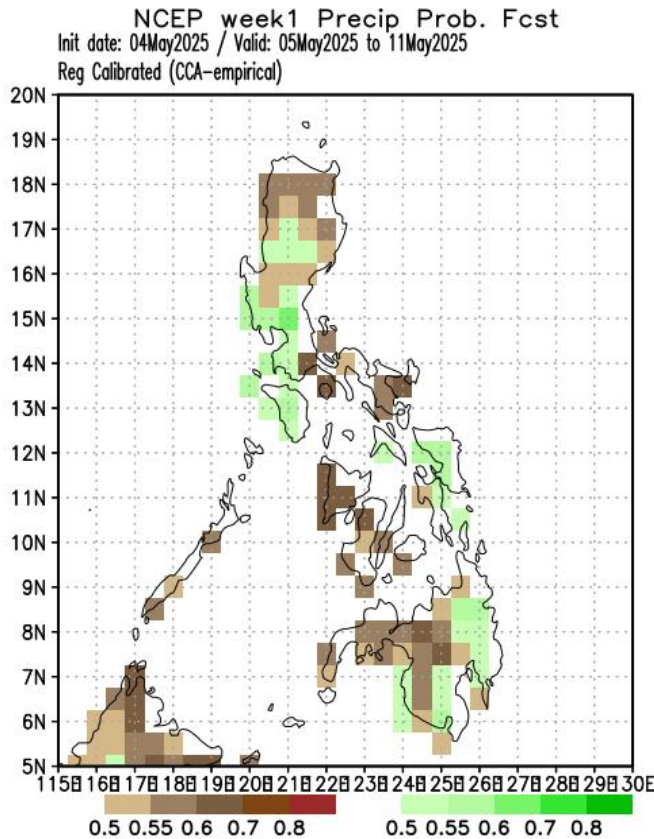 NCEP week1 Precip Prob. Fcst
Init date: 04May2025 / Valid: 05May2025 to 11May2025
Reg Calibrated (CCA-empirical)
20N
19N
18N
17N
16N
15N
14N
13N
12N
11N
10N
9N
8N
7N
6N
5N
115E 116E 117E 118E 119E 120E 121E 122E 123E 124E 125E 126E 127E 128E 129E 130E
0.5 0.55 0.6 0.7 0.8 0.5 0.55 0.6 0.7 0.8